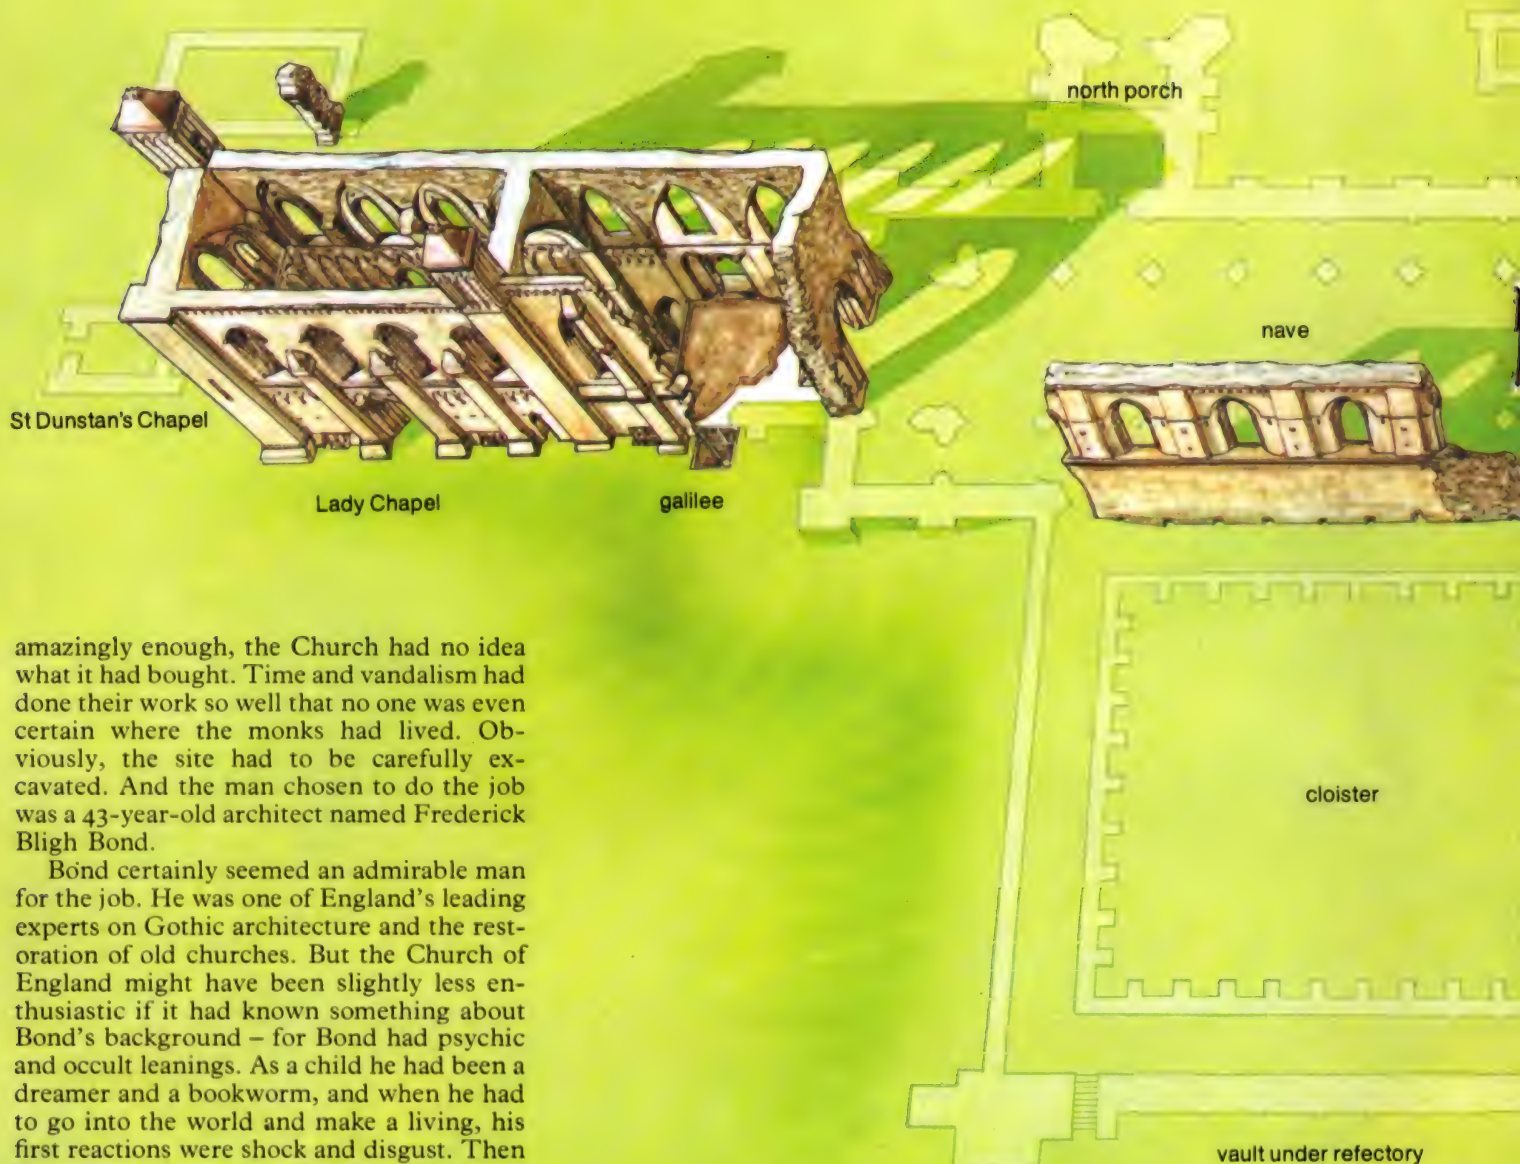 north porch
nave
St Dunstan's Chapel
Lady Chapel
galilee
cloister
vault under refectory
amazingly enough, the Church had no idea
what it had bought. Time and vandalism had
done their work so well that no one was even
certain where the monks had lived. Ob-
viously, the site had to be carefully ex-
cavated. And the man chosen to do the job
was a 43-year-old architect named Frederick
Bligh Bond.
Bond certainly seemed an admirable man
for the job. He was one of England's leading
experts on Gothic architecture and the rest-
oration of old churches. But the Church of
England might have been slightly less en-
thusiastic if it had known something about
Bond's background – for Bond had psychic
and occult leanings. As a child he had been a
dreamer and a bookworm, and when he had
to go into the world and make a living, his
first reactions were shock and disgust. Then